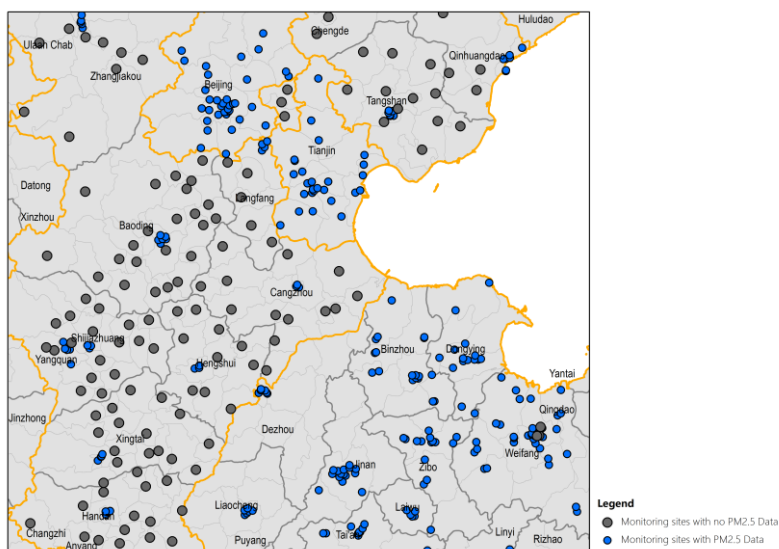 Huludao
Chengde
Ulaan Chab
Qinhuangdao
Zhangjiakou
Beijing
Tangshan
Tianjin
Datong
Langfang
Xinzhou
Baoding
Cangzhou
Shijiazhuang
Binzhou
Dongying
Yangquan
Hengshui
Yantai
Qingdao
Jinzhong
Dezhou
Xingtai
Weifang
Jinan
Zibo
Liaocheng
Laiwu
Handan
Changzhi
Linyi
Rizhao
Tai'an
Puyang
Anyang
Legend
Monitoring sites with no PM2.5 Data
Monitoring sites with PM2.5 Data